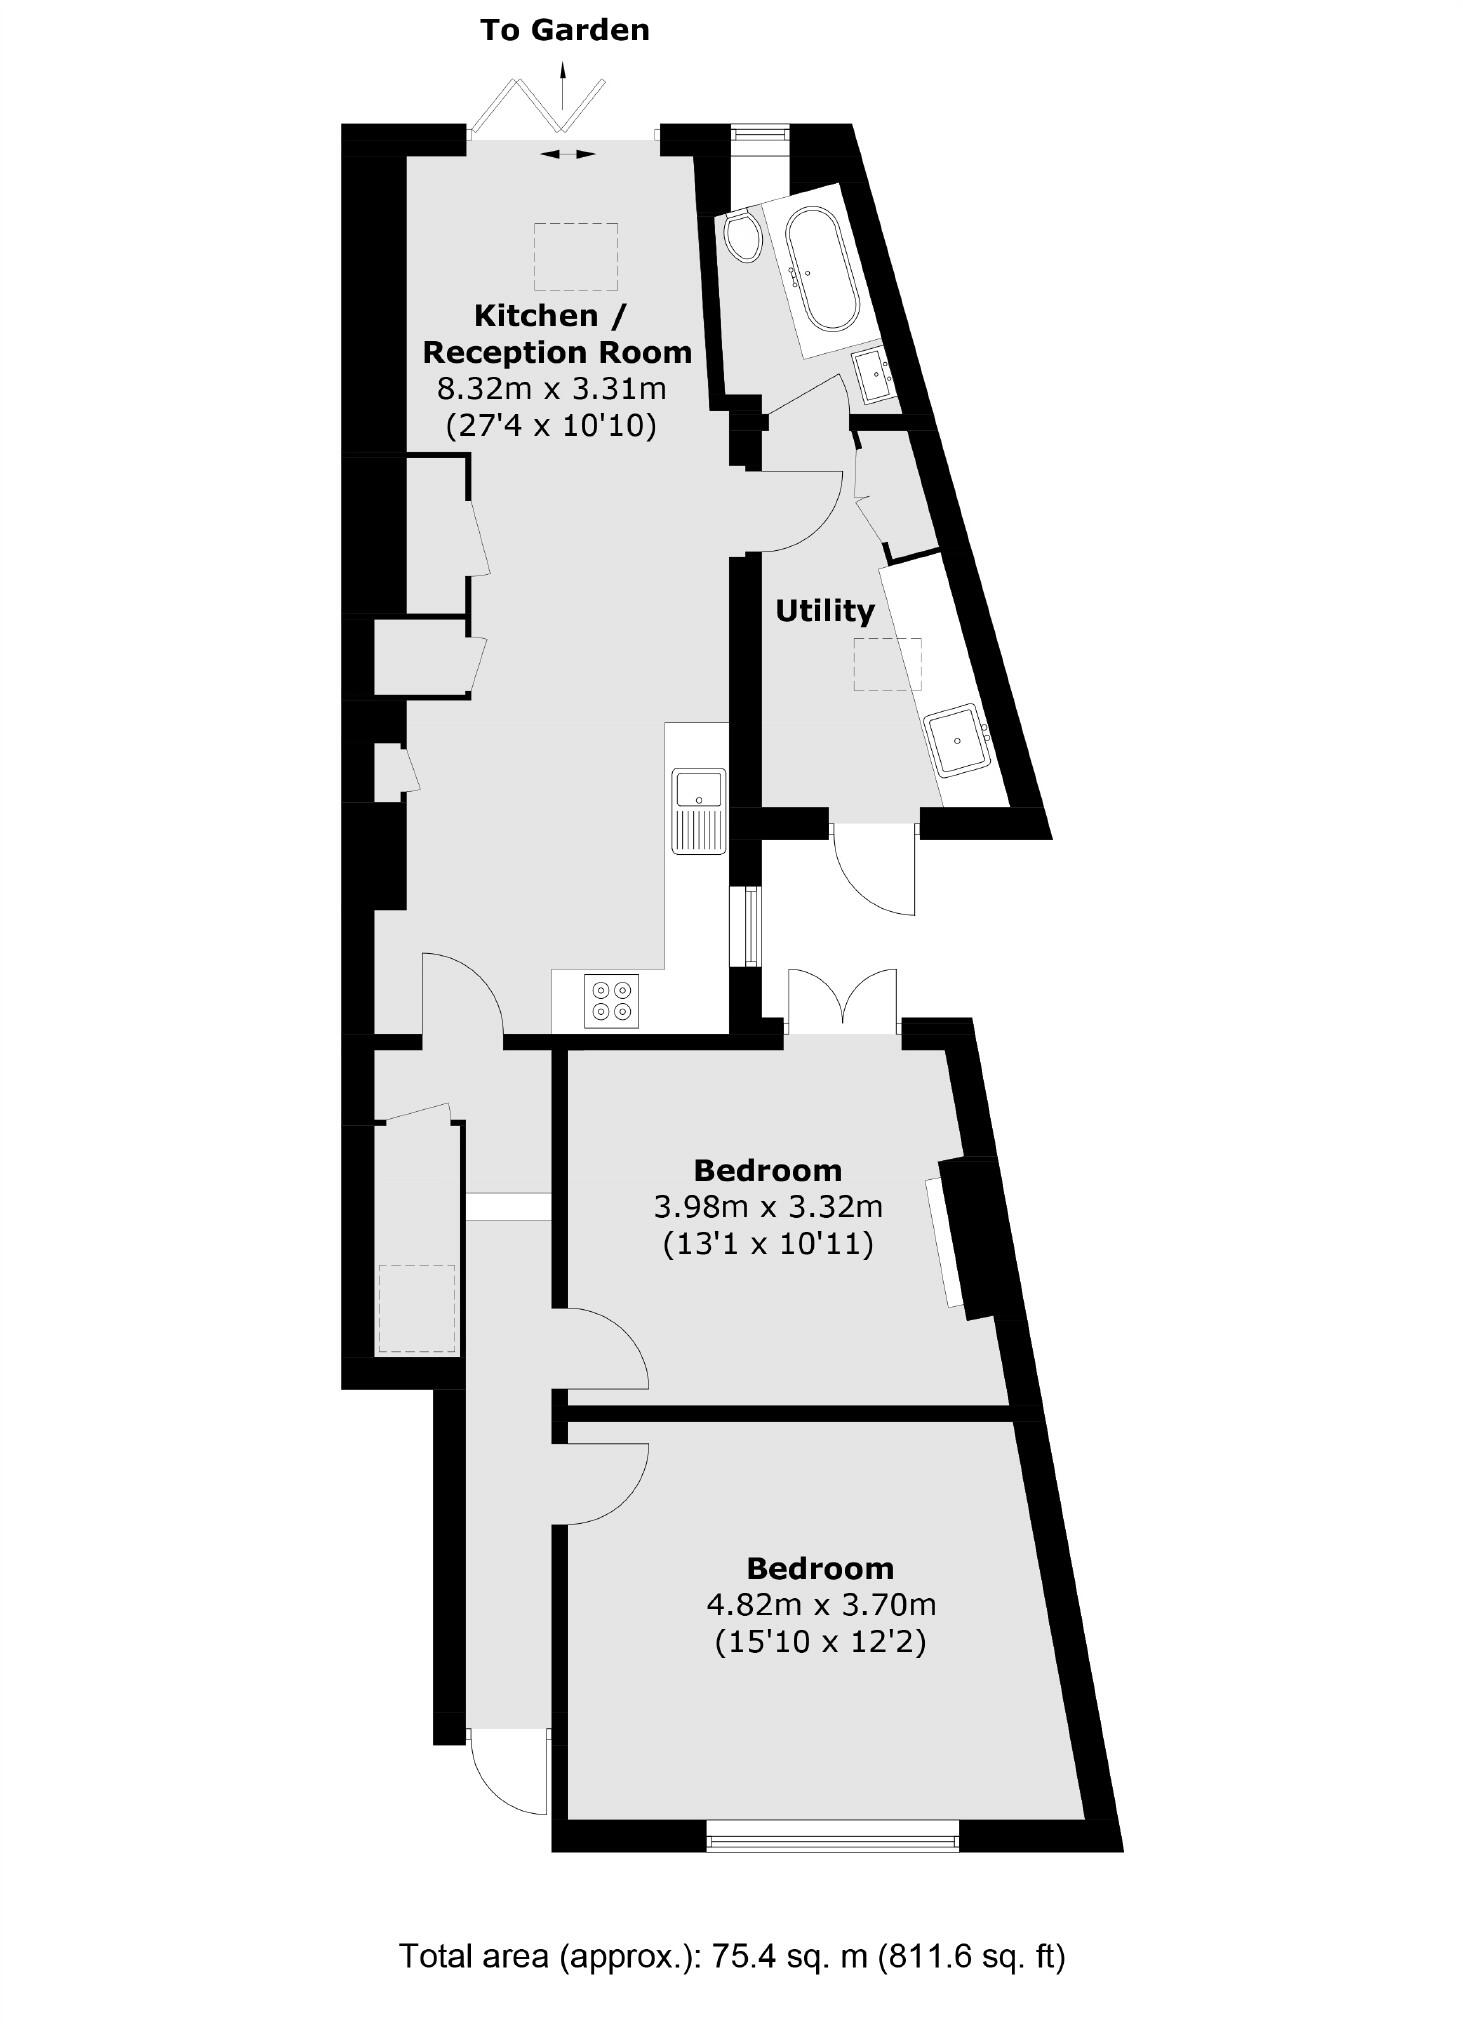 To Garden
Kitchen /
Reception Room
8.32m x 3.31m
(27'4 x 10'10)
Utility
Bedroom
3.98m x 3.32m
(13'1 x 10'11)
Bedroom
4.82m x 3.70m
(15'10 x 12'2)
Total area (approx.): 75.4 sq. m (811.6 sq. ft)